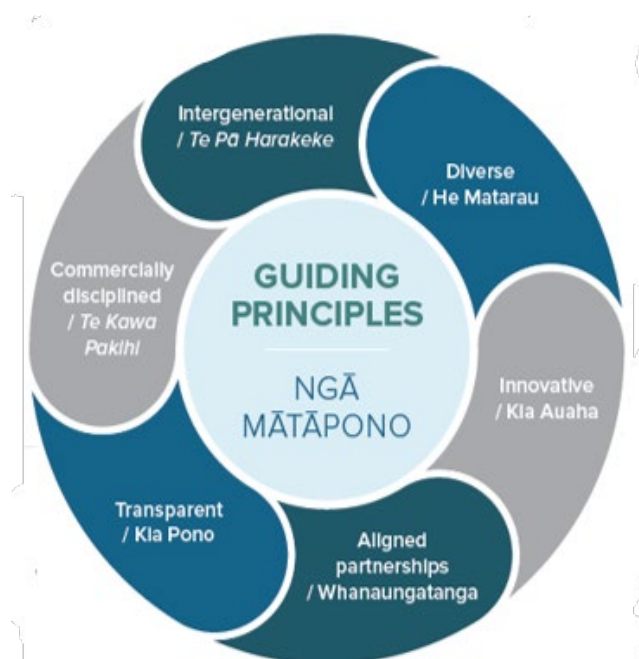 GUIDING
PRINCIPLES
NGĀ
MĀTĀPONO
Intergenerational
/ Te Pā Harakeke
Diverse
/ He Matarau
Innovative
/ Kia Auaha
Aligned
partnerships
/ Whanaungatanga
Transparent
/ Kia Pono
Commercially
disciplined
/ Te Kawa
Pakihi